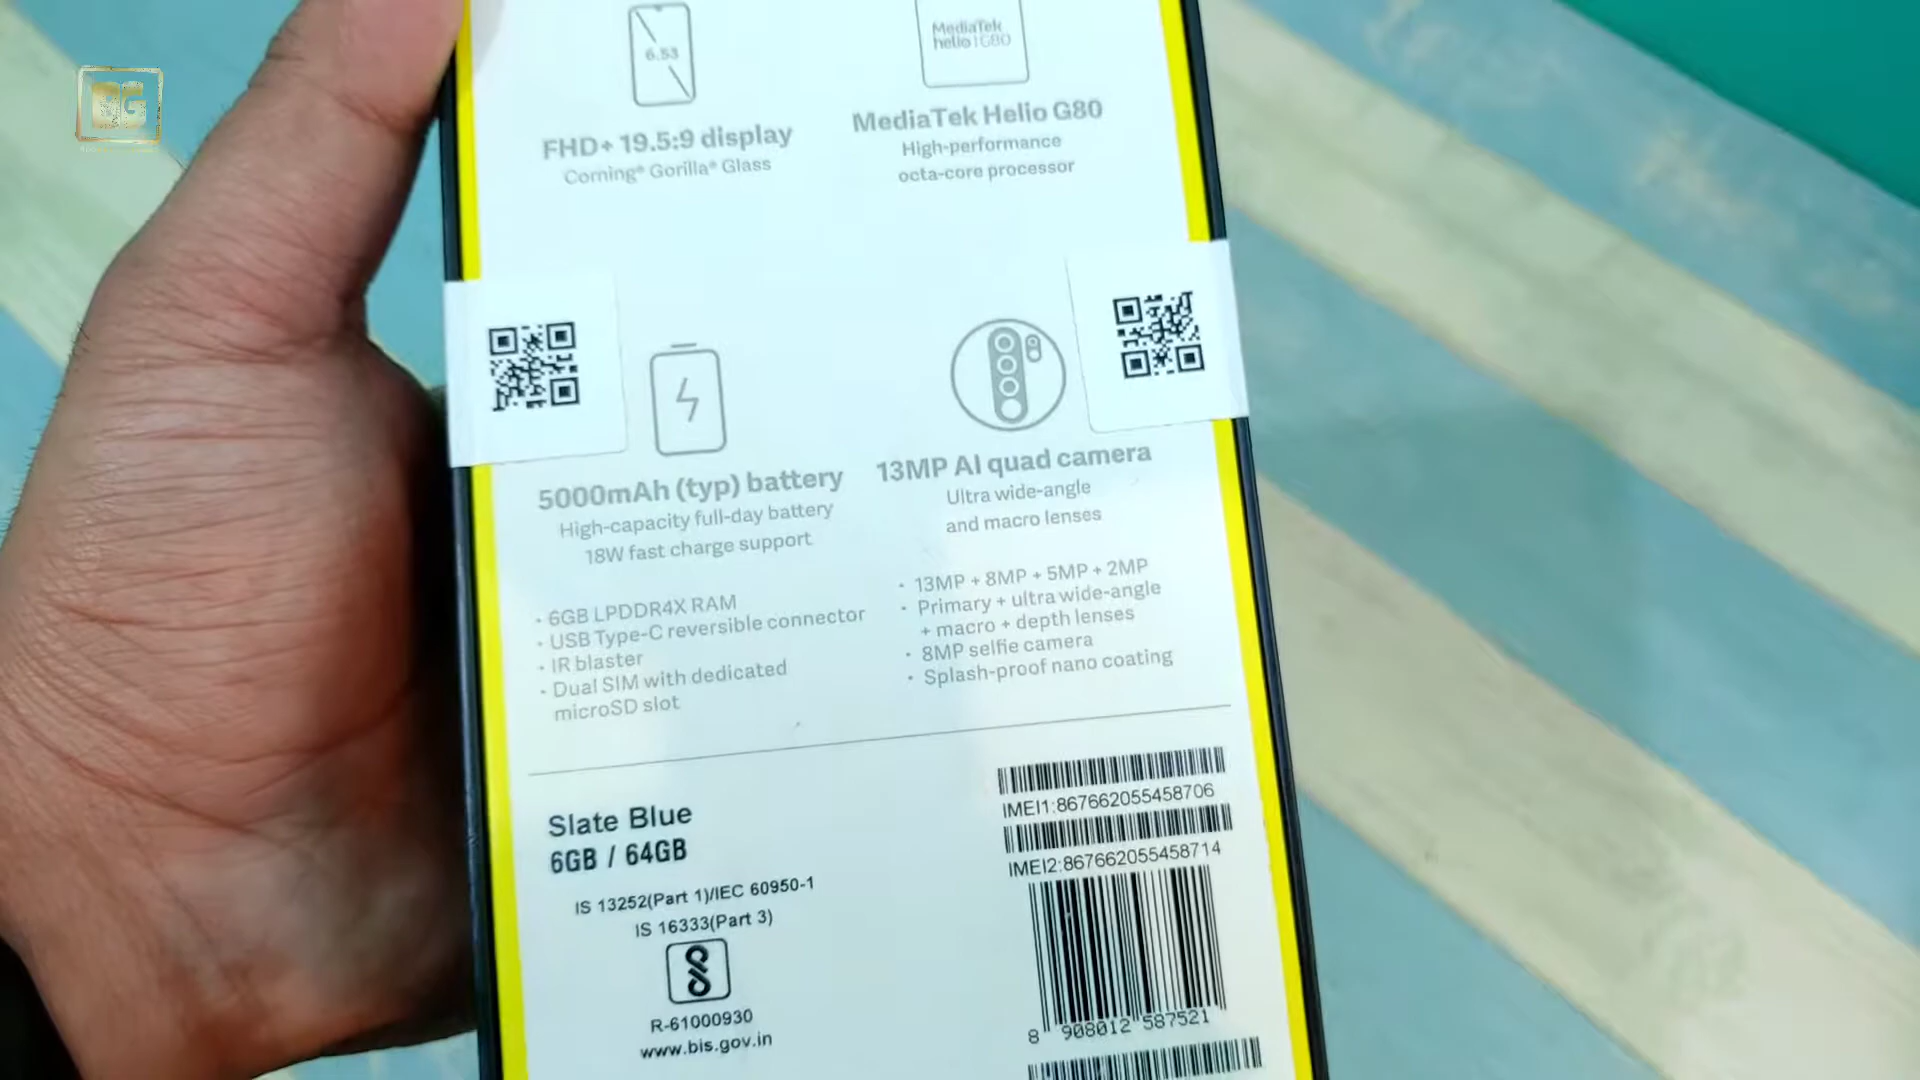 6.53
MediaTek
helio G80
FHD+ 19.5:9 display
Corning® Gorilla® Glass
MediaTek Helio G80
High-performance
octa-core processor
5000mAh (typ) battery
High-capacity full-day battery
18W fast charge support
13MP AI quad camera
Ultra wide-angle
and macro lenses
• 6GB LPDDR4X RAM
• USB Type-C reversible connector
• IR blaster
• Dual SIM with dedicated
microSD slot
• 13MP + 8MP + 5MP + 2MP
• Primary + ultra wide-angle
+ macro + depth lenses
• 8MP selfie camera
• Splash-proof nano coating
Slate Blue
6GB / 64GB
IS 13252(Part 1)/IEC 60950-1
IS 16333(Part 3)
R-61000930
www.bis.gov.in
IMEI1:867662055458706
IMEI2:867662055458714
8 908012 587521